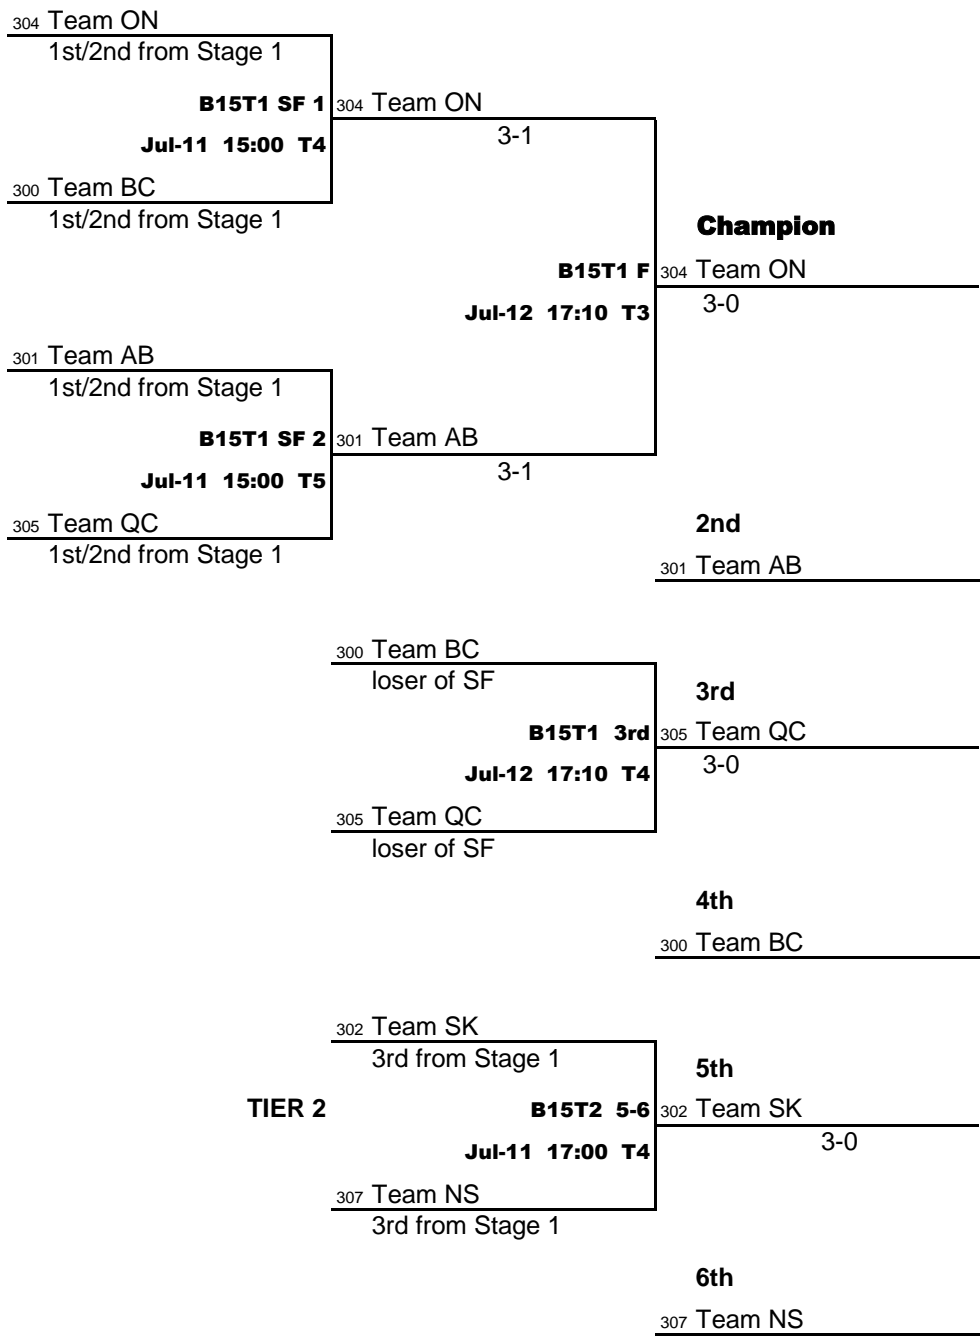 304 Team ON
1st/2nd from Stage 1
B15T1 SF 1 304 Team ON
3-1
Jul-11 15:00 T4
300 Team BC
1st/2nd from Stage 1
Champion
B15T1 F 304 Team ON
Jul-12 17:10 T3 3-0
301 Team AB
1st/2nd from Stage 1
B15T1 SF 2 301 Team AB
3-1
Jul-11 15:00 T5
305 Team QC
2nd
1st/2nd from Stage 1
301 Team AB
300 Team BC
loser of SF
3rd
B15T1 3rd 305 Team QC
Jul-12 17:10 T4 3-0
305 Team QC
loser of SF
4th
300 Team BC
302 Team SK
3rd from Stage 1
5th
TIER 2 B15T2 5-6 302 Team SK
3-0
Jul-11 17:00 T4
307 Team NS
3rd from Stage 1
6th
307 Team NS